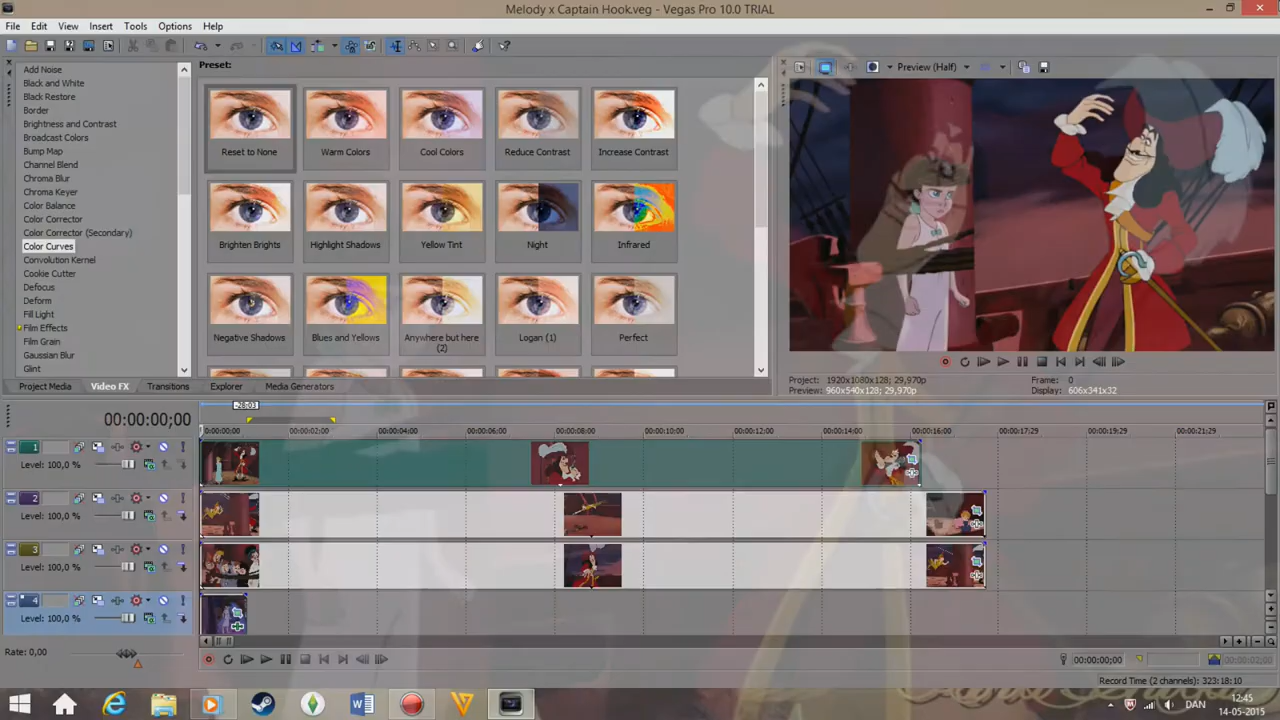 Melody x Captain Hook.veg - Vegas Pro 10.0 TRIAL
File Edit View Insert Tools Options Help
Add Noise
Black and White
Black Restore
Border
Brightness and Contrast
Broadcast Colors
Bump Map
Channel Blend
Chroma Blur
Chroma Keyer
Color Balance
Color Corrector
Color Corrector (Secondary)
Color Curves
Convolution Kernel
Cookie Cutter
Defocus
Deform
Fill Light
Film Effects
Film Grain
Gaussian Blur
Glint
Preset:
Reset to None Warm Colors Cool Colors Reduce Contrast Increase Contrast
Brighten Brights Highlight Shadows Yellow Tint Night Infrared
Negative Shadows Blues and Yellows Anywhere but here (2) Logan (1) Perfect
Preview (Half)
Project: 1920x1080x128; 29,970p
Preview: 960x540x128; 29,970p
Frame: 0
Display: 606x341x32
Project Media Video FX Transitions Explorer Media Generators
00:00:00;00
-28:03
0:00:00:00 00:00:02;00 00:00:04;00 00:00:06;00 00:00:08;00 00:00:10;00 00:00:12;00 00:00:14;00 00:00:16;00 00:00:17;29 00:00:19;29 00:00:21;29
1
Level: 100,0 %
2
Level: 100,0 %
3
Level: 100,0 %
4
Level: 100,0 %
Rate: 0,00
00:00:00;00
00:00:02;00
Record Time (2 channels): 323:18:10
DAN
12:45
14-05-2015